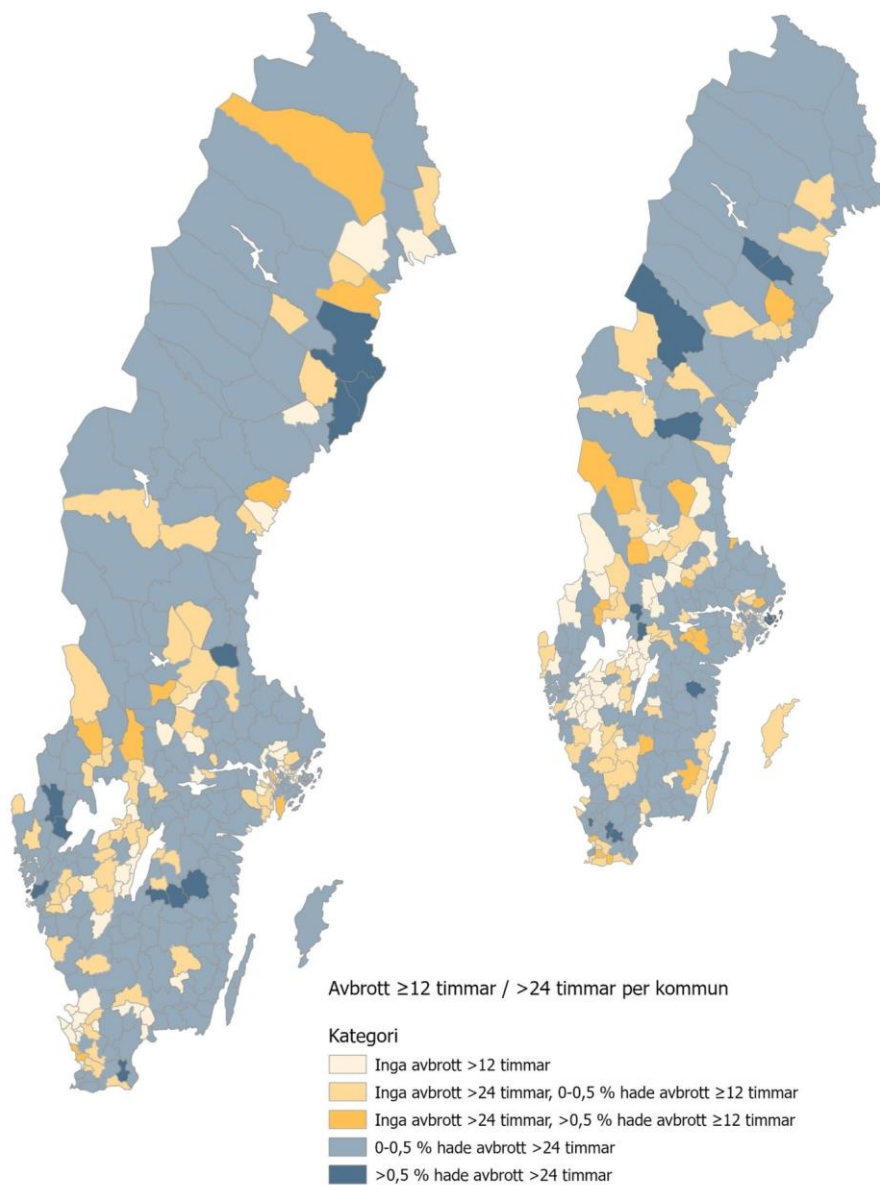 Avbrott ≥12 timmar / >24 timmar per kommun
Kategori
Inga avbrott >12 timmar
Inga avbrott >24 timmar, 0-0,5 % hade avbrott ≥12 timmar
Inga avbrott >24 timmar, >0,5 % hade avbrott ≥12 timmar
0-0,5 % hade avbrott >24 timmar
>0,5 % hade avbrott >24 timmar